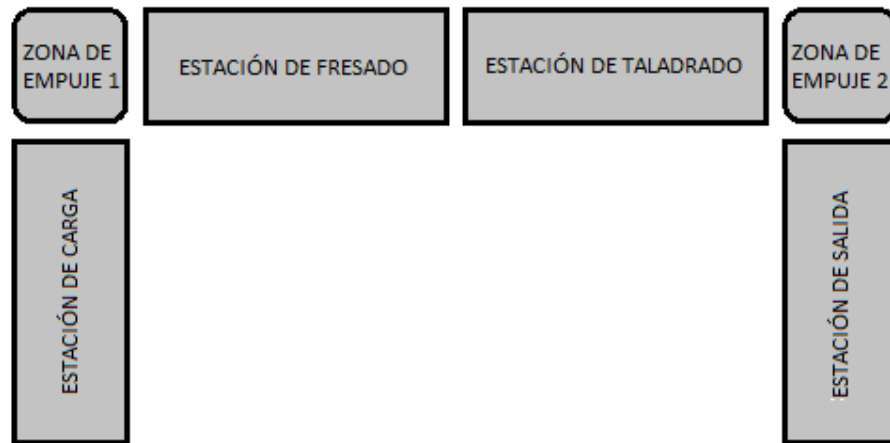 ZONA DE
EMPUJE 1
ESTACIÓN DE FRESADO
ESTACIÓN DE TALADRADO
ZONA DE
EMPUJE 2
ESTACIÓN DE CARGA
ESTACIÓN DE SALIDA